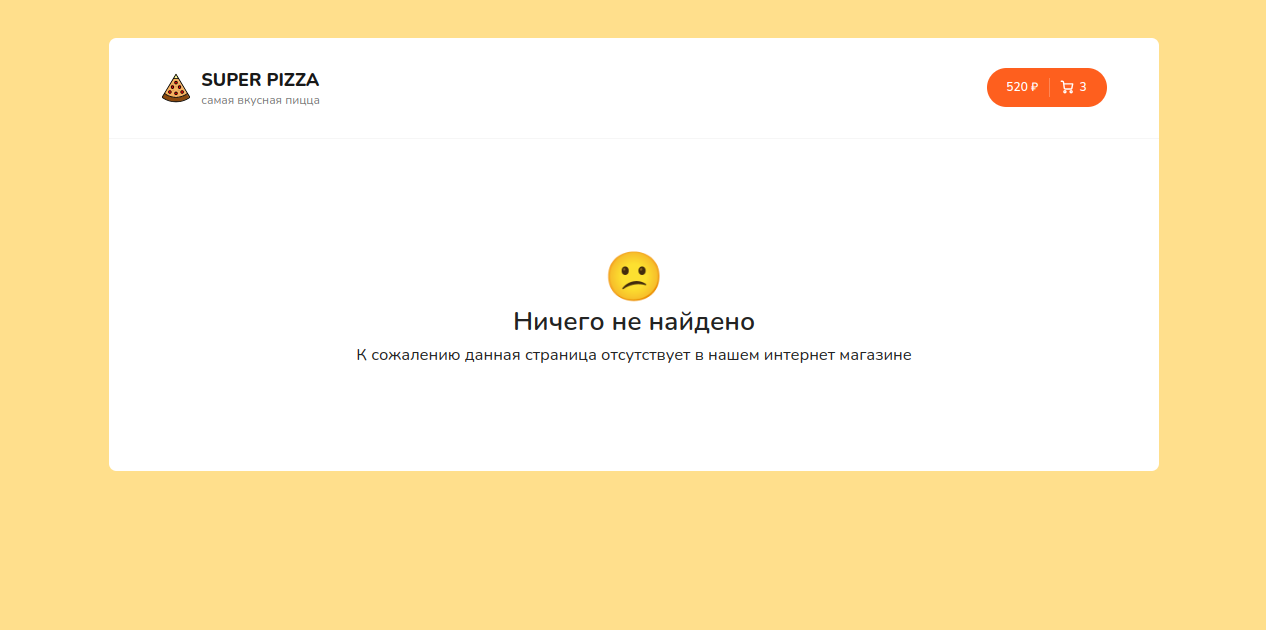 SUPER PIZZA
самая вкусная пицца
520 ₽ 3
Ничего не найдено
К сожалению данная страница отсутствует в нашем интернет магазине